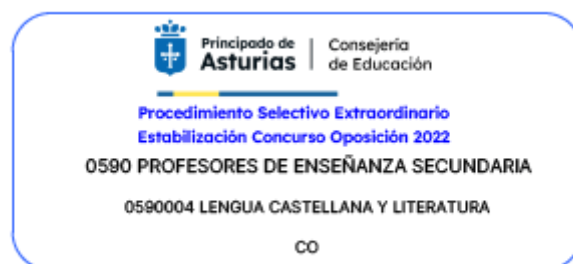 Principado de
Asturias
Consejería
de Educación
Procedimiento Selectivo Extraordinario
Estabilización Concurso Oposición 2022
0590 PROFESORES DE ENSEÑANZA SECUNDARIA
0590004 LENGUA CASTELLANA Y LITERATURA
CO